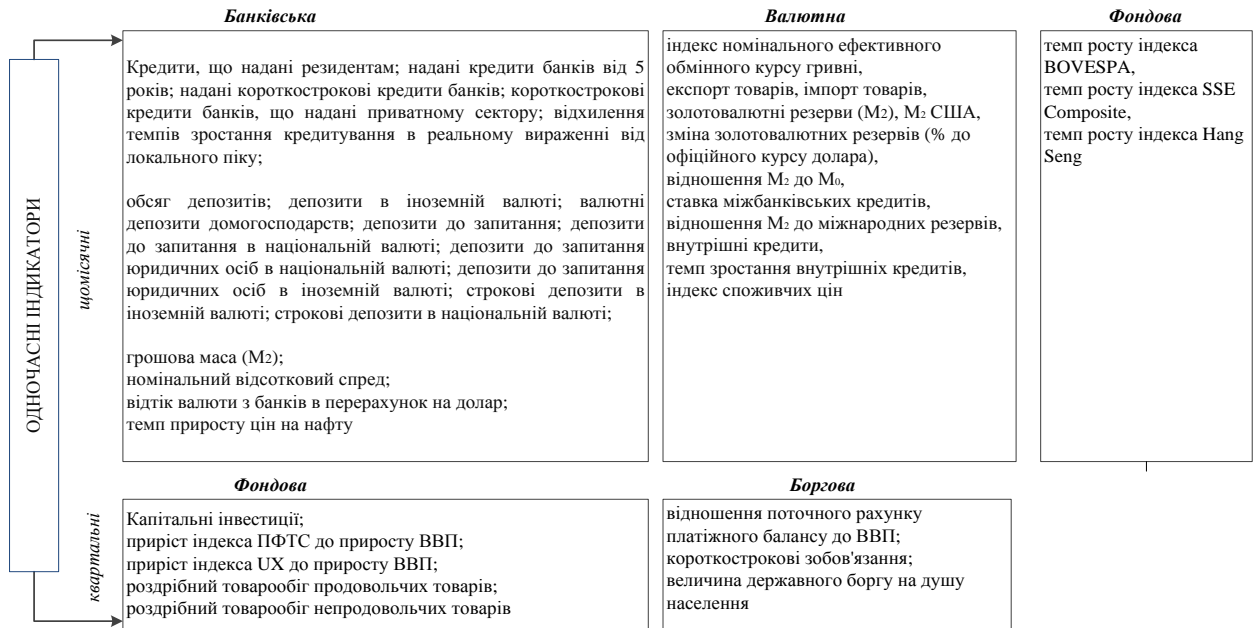 Банківська
Валютна
Фондова
ОДНОЧАСНІ ІНДИКАТОРИ
щомісячні
Кредити, що надані резидентам; надані кредити банків від 5
років; надані короткострокові кредити банків; короткострокові
кредити банків, що надані приватному сектору; відхилення
темпів зростання кредитування в реальному вираженні від
локального піку;
обсяг депозитів; депозити в іноземній валюті; валютні
депозити домогосподарств; депозити до запитання; депозити
до запитання в національній валюті; депозити до запитання
юридичних осіб в національній валюті; депозити до запитання
юридичних осіб в іноземній валюті; строкові депозити в
іноземній валюті; строкові депозити в національній валюті;
грошова маса (М2);
номінальний відсотковий спред;
відтік валюти з банків в перерахунок на долар;
темп приросту цін на нафту
індекс номінального ефективного
обмінного курсу гривні,
експорт товарів, імпорт товарів,
золотовалютні резерви (М2), М2 США,
зміна золотовалютних резервів (% до
офіційного курсу долара),
відношення М2 до М0,
ставка міжбанківських кредитів,
відношення М2 до міжнародних резервів,
внутрішні кредити,
темп зростання внутрішніх кредитів,
індекс споживчих цін
темп росту індекса
BOVESPA,
темп росту індекса SSE
Composite,
темп росту індекса Hang
Seng
квартальні
Фондова
Боргова
Капітальні інвестиції;
приріст індекса ПФТС до приросту ВВП;
приріст індекса UX до приросту ВВП;
роздрібний товарообіг продовольчих товарів;
роздрібний товарообіг непродовольчих товарів
відношення поточного рахунку
платіжного балансу до ВВП;
короткострокові зобов'язання;
величина державного боргу на душу
населення